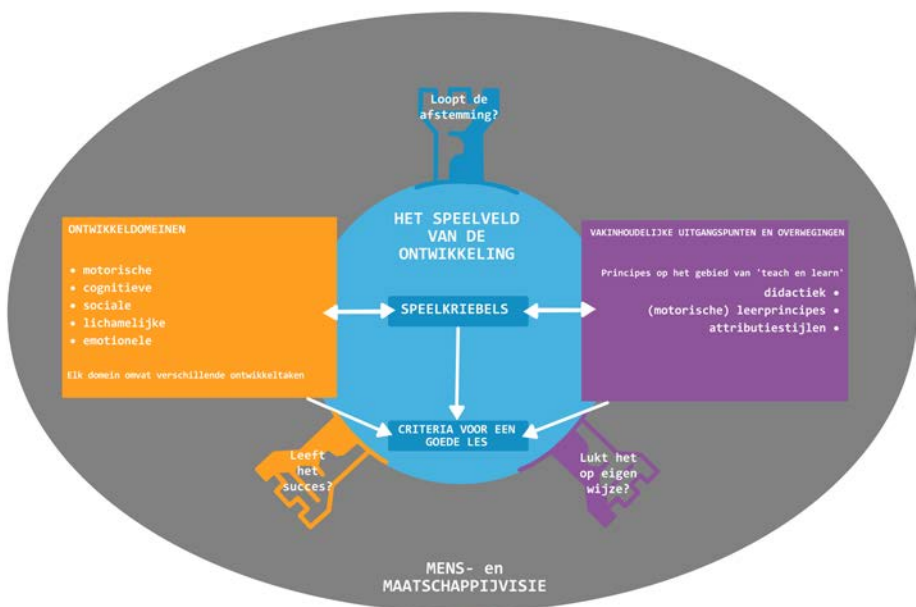 Loopt de
afstemming?
HET SPEELVELD
VAN DE
ONTWIKKELING
ONTWIKKELDOMEINEN
• motorische
• cognitieve
• sociale
• lichamelijke
• emotionele
Elk domein omvat verschillende ontwikkeltaken
SPEELKRIEBELS
VAKINHOUDELIJKE UITGANGSPUNTEN EN OVERWEGINGEN
Principes op het gebied van 'teach en learn'
didactiek •
(motorische) leerprincipes •
attributiestijlen •
CRITERIA VOOR EEN
GOEDE LES
Leeft
het
succes?
Lukt het
op eigen
wijze?
MENS- en
MAATSCHAPPIJVISIE